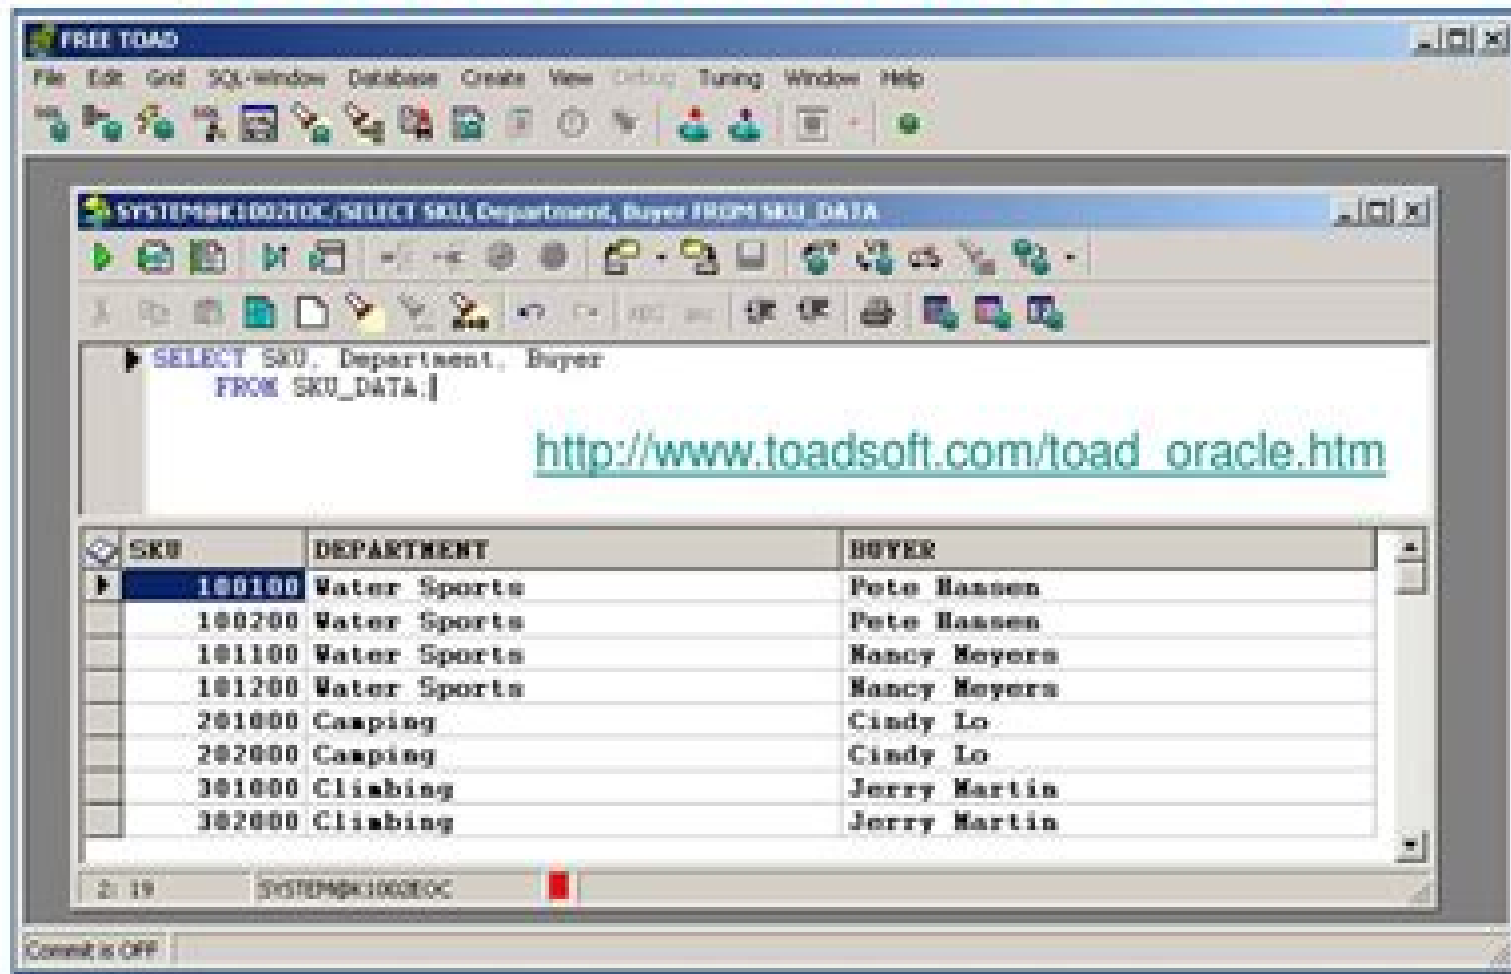 FREE TOAD
File Edit Grid SQL-Window Database Create View Debug Tuning Window Help
SYSTEM@K1002EOC/SELECT SKU, Department, Buyer FROM SKU_DATA
SELECT SKU, Department, Buyer
FROM SKU_DATA;
http://www.toadsoft.com/toad_oracle.htm
SKU DEPARTMENT BUYER
100100 Water Sports Pete Hansen
100200 Water Sports Pete Hansen
101100 Water Sports Nancy Meyers
101200 Water Sports Nancy Meyers
201000 Camping Cindy Lo
202000 Camping Cindy Lo
301000 Climbing Jerry Martin
302000 Climbing Jerry Martin
2: 19 SYSTEM@K1002EOC
Commit is OFF